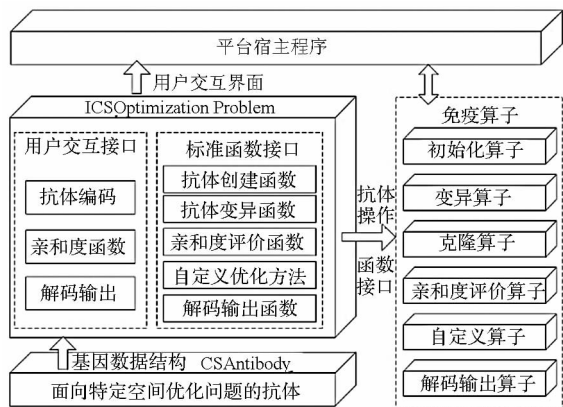 平台宿主程序
用户交互界面
ICSOptimization Problem
用户交互接口
抗体编码
亲和度函数
解码输出
标准函数接口
抗体创建函数
抗体变异函数
亲和度评价函数
自定义优化方法
解码输出函数
抗体
操作
函数
接口
免疫算子
初始化算子
变异算子
克隆算子
亲和度评价算子
自定义算子
解码输出算子
基因数据结构 CSAntibody
面向特定空间优化问题的抗体